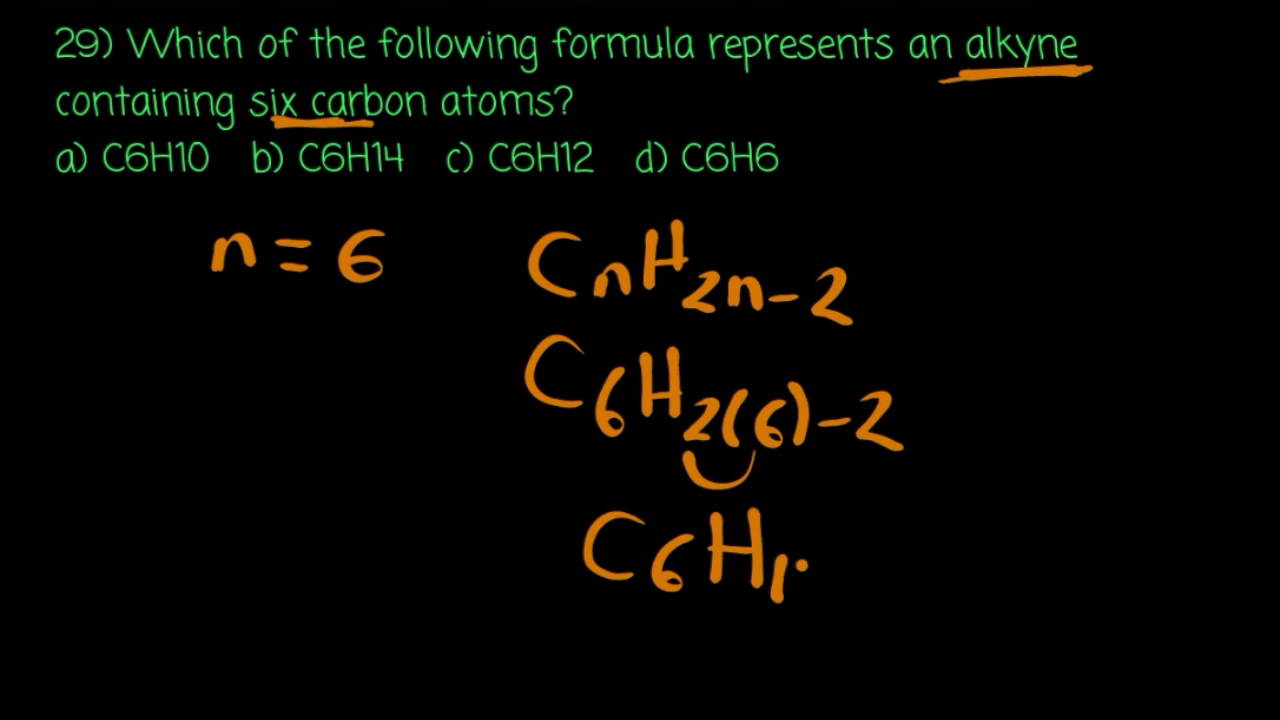 29) Which of the following formula represents an alkyne
containing six carbon atoms?
a) C6H10 b) C6H14 c) C6H12 d) C6H6
n = 6
CnH2n-2
C6H2(6)-2
C6H1